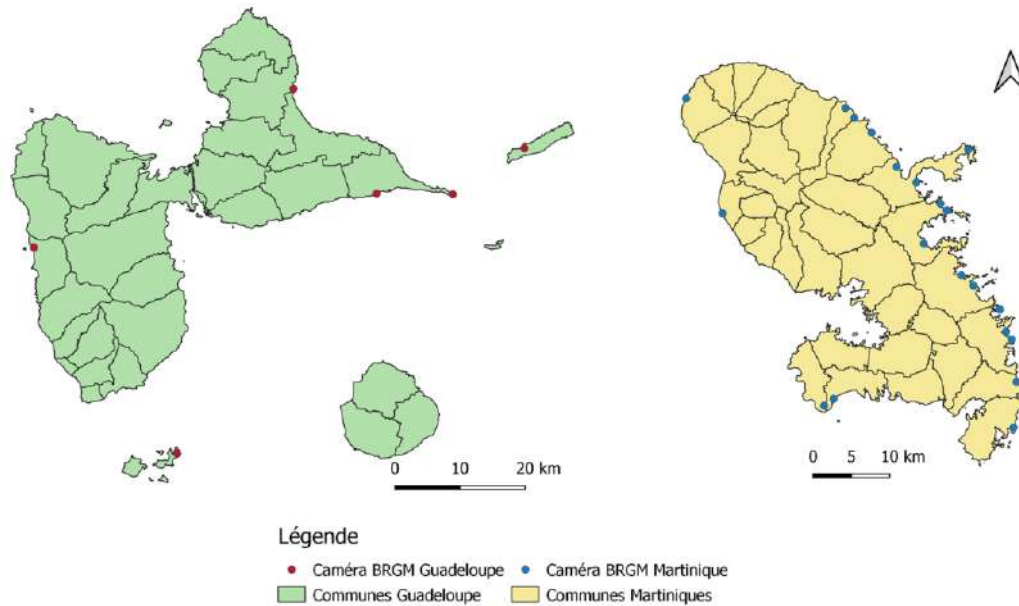 0 10 20 km
0 5 10 km
Légende
Caméra BRGM Guadeloupe Caméra BRGM Martinique
Communes Guadeloupe Communes Martiniques